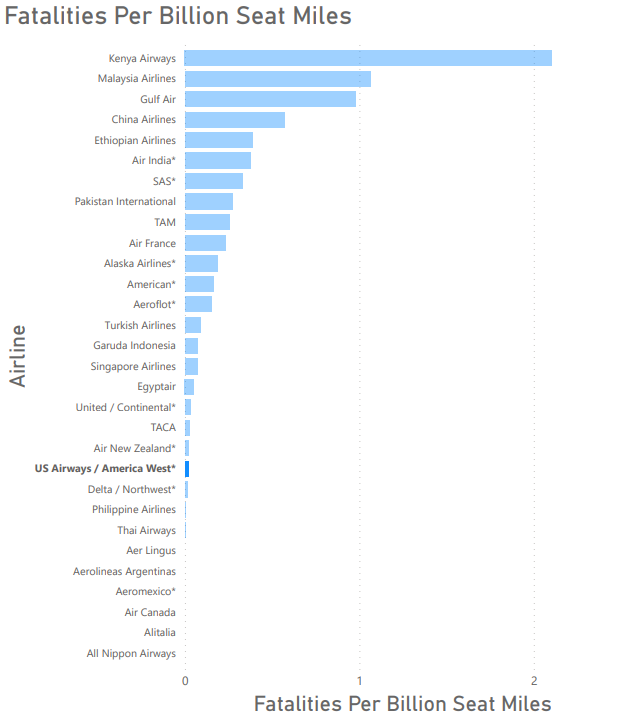 Fatalities Per Billion Seat Miles
Kenya Airways
Malaysia Airlines
Gulf Air
China Airlines
Ethiopian Airlines
Air India*
SAS*
Pakistan International
TAM
Air France
Alaska Airlines*
American*
Aeroflot*
Turkish Airlines
Garuda Indonesia
Singapore Airlines
Egyptair
United / Continental*
TACA
Air New Zealand*
US Airways / America West*
Delta / Northwest*
Philippine Airlines
Thai Airways
Aer Lingus
Aerolineas Argentinas
Aeromexico*
Air Canada
Alitalia
All Nippon Airways
Airline
0 1 2
Fatalities Per Billion Seat Miles